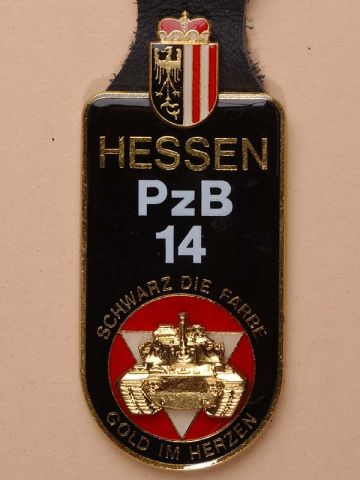 HESSEN
PzB
14
SCHWARZ DIE FARBE
GOLD IM HERZEN